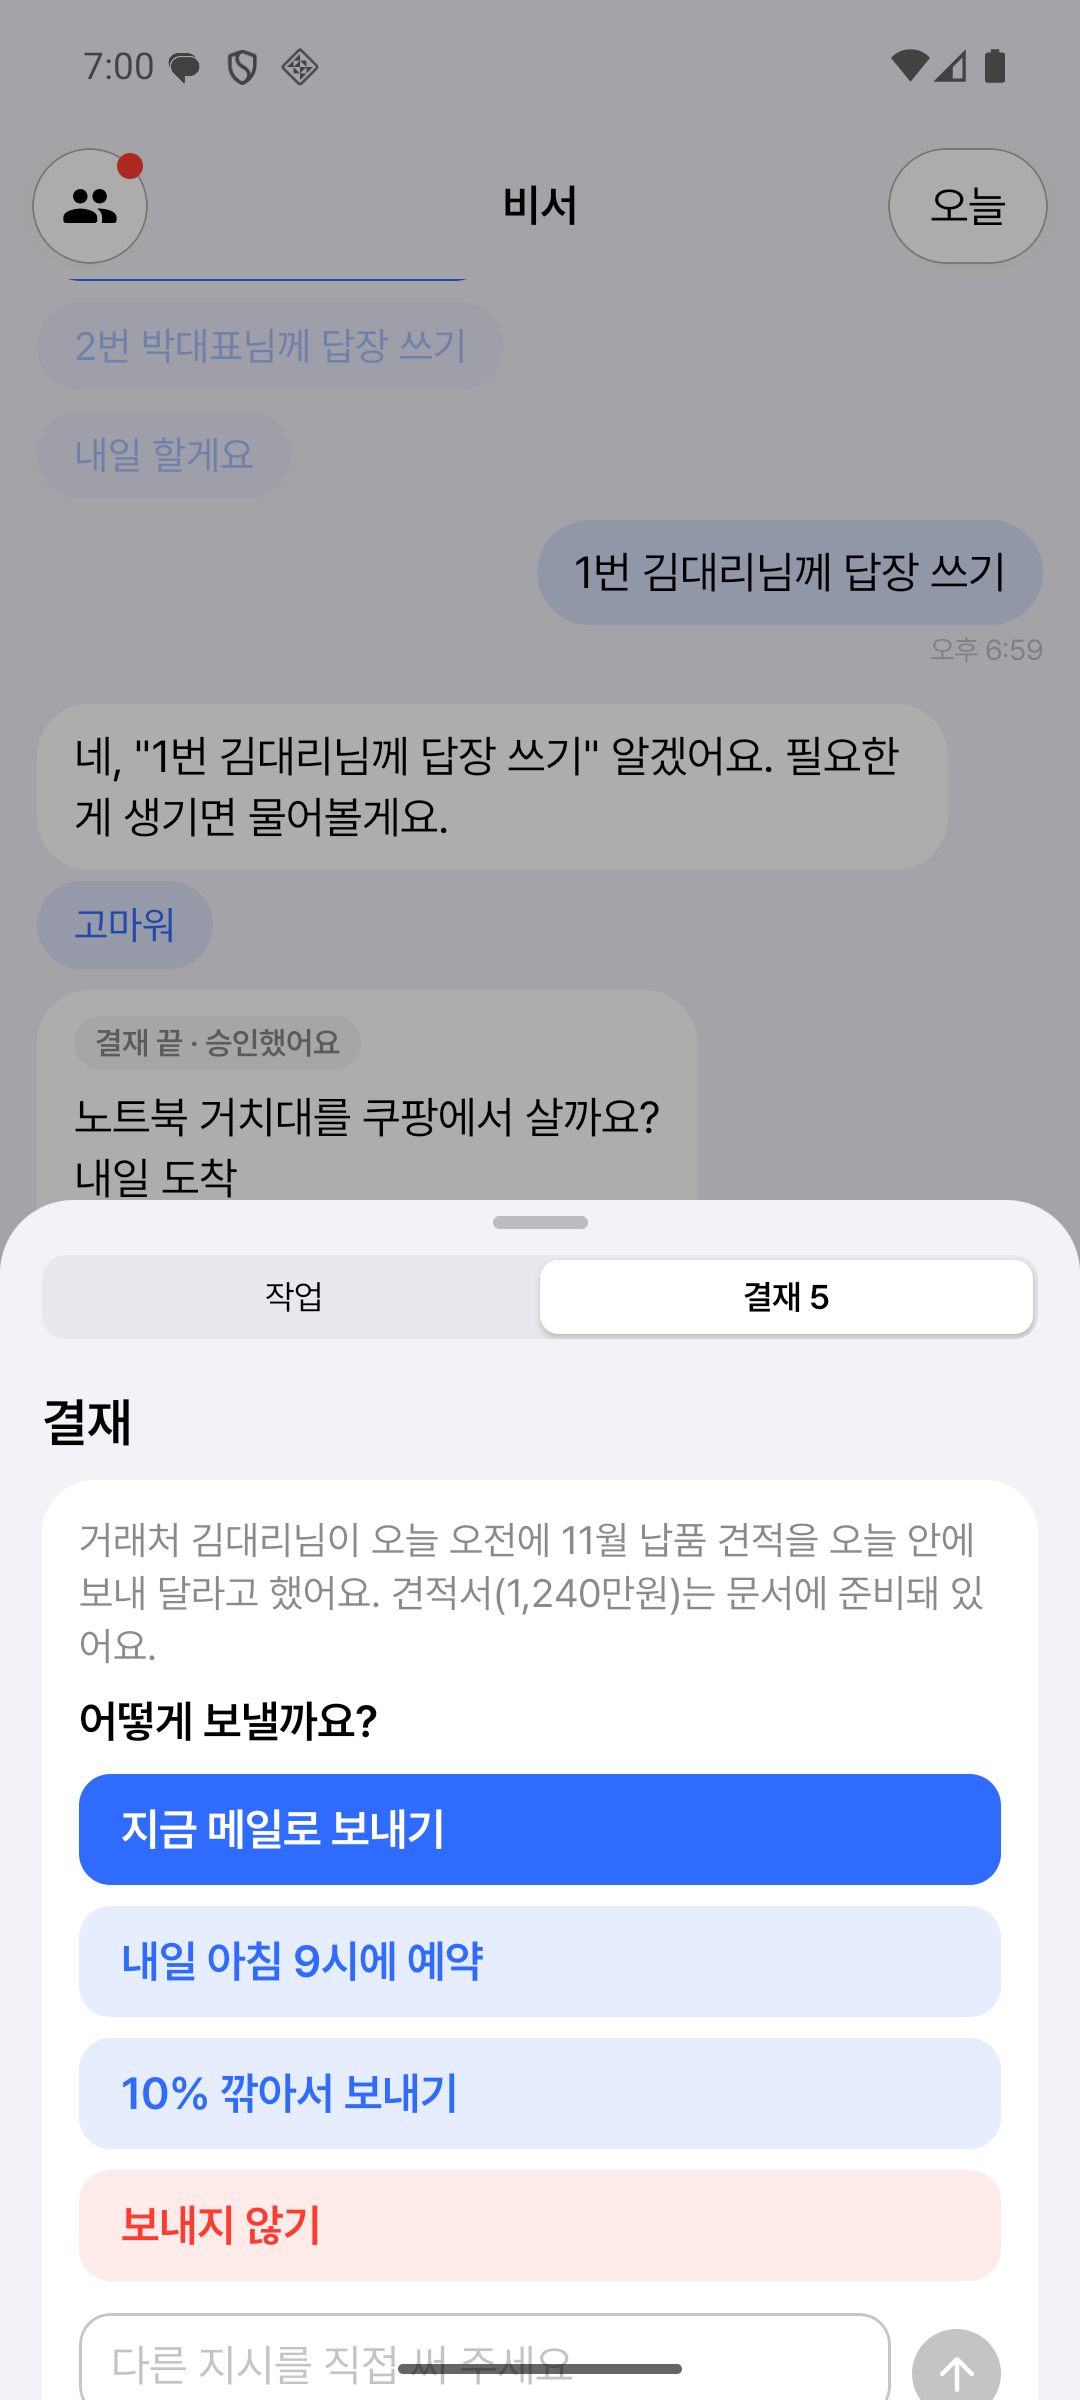 7:00
비서
오늘
2번 박대표님께 답장 쓰기
내일 할게요
1번 김대리님께 답장 쓰기
오후 6:59
네, "1번 김대리님께 답장 쓰기" 알겠어요. 필요한
게 생기면 물어볼게요.
고마워
결재 끝 · 승인했어요
노트북 거치대를 쿠팡에서 살까요?
내일 도착
작업
결재 5
결재
거래처 김대리님이 오늘 오전에 11월 납품 견적을 오늘 안에
보내 달라고 했어요. 견적서(1,240만원)는 문서에 준비돼 있
어요.
어떻게 보낼까요?
지금 메일로 보내기
내일 아침 9시에 예약
10% 깎아서 보내기
보내지 않기
다른 지시를 직접 써 주세요